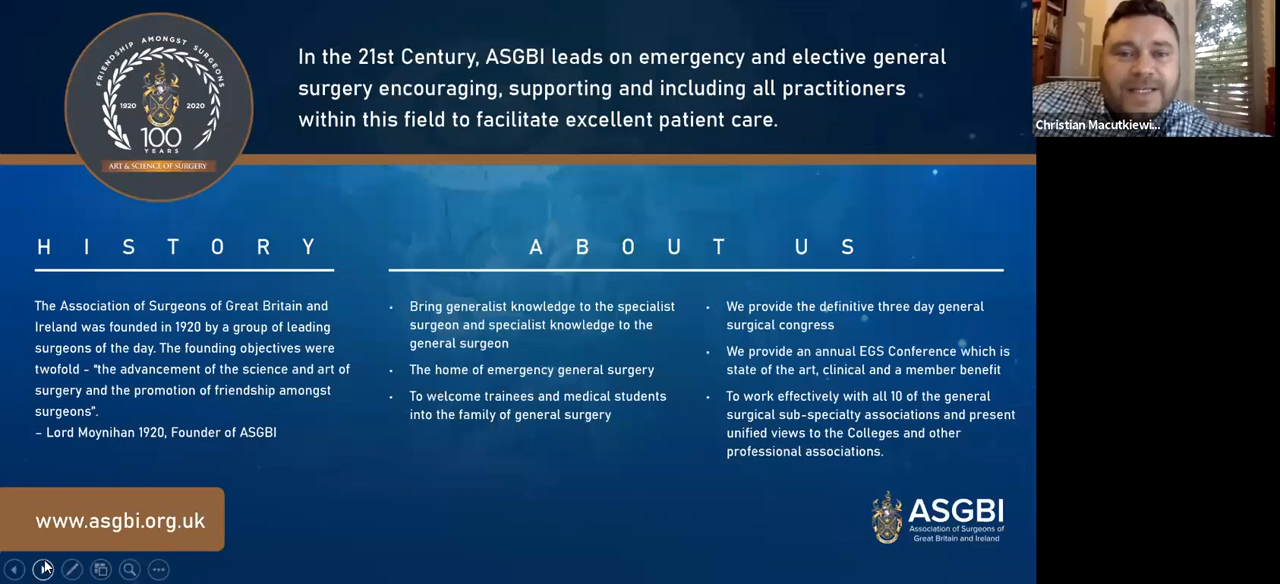 FRIENDSHIP AMONGST SURGEONS
1920 2020
100
YEARS
ART & SCIENCE OF SURGERY
In the 21st Century, ASGBI leads on emergency and elective general
surgery encouraging, supporting and including all practitioners
within this field to facilitate excellent patient care.
Christian Macutkiewi...
HISTORY
The Association of Surgeons of Great Britain and
Ireland was founded in 1920 by a group of leading
surgeons of the day. The founding objectives were
twofold - "the advancement of the science and art of
surgery and the promotion of friendship amongst
surgeons".
– Lord Moynihan 1920, Founder of ASGBI
ABOUT US
• Bring generalist knowledge to the specialist
surgeon and specialist knowledge to the
general surgeon
• The home of emergency general surgery
• To welcome trainees and medical students
into the family of general surgery
• We provide the definitive three day general
surgical congress
• We provide an annual EGS Conference which is
state of the art, clinical and a member benefit
• To work effectively with all 10 of the general
surgical sub-specialty associations and present
unified views to the Colleges and other
professional associations.
www.asgbi.org.uk
ASGBI
Association of Surgeons of
Great Britain and Ireland